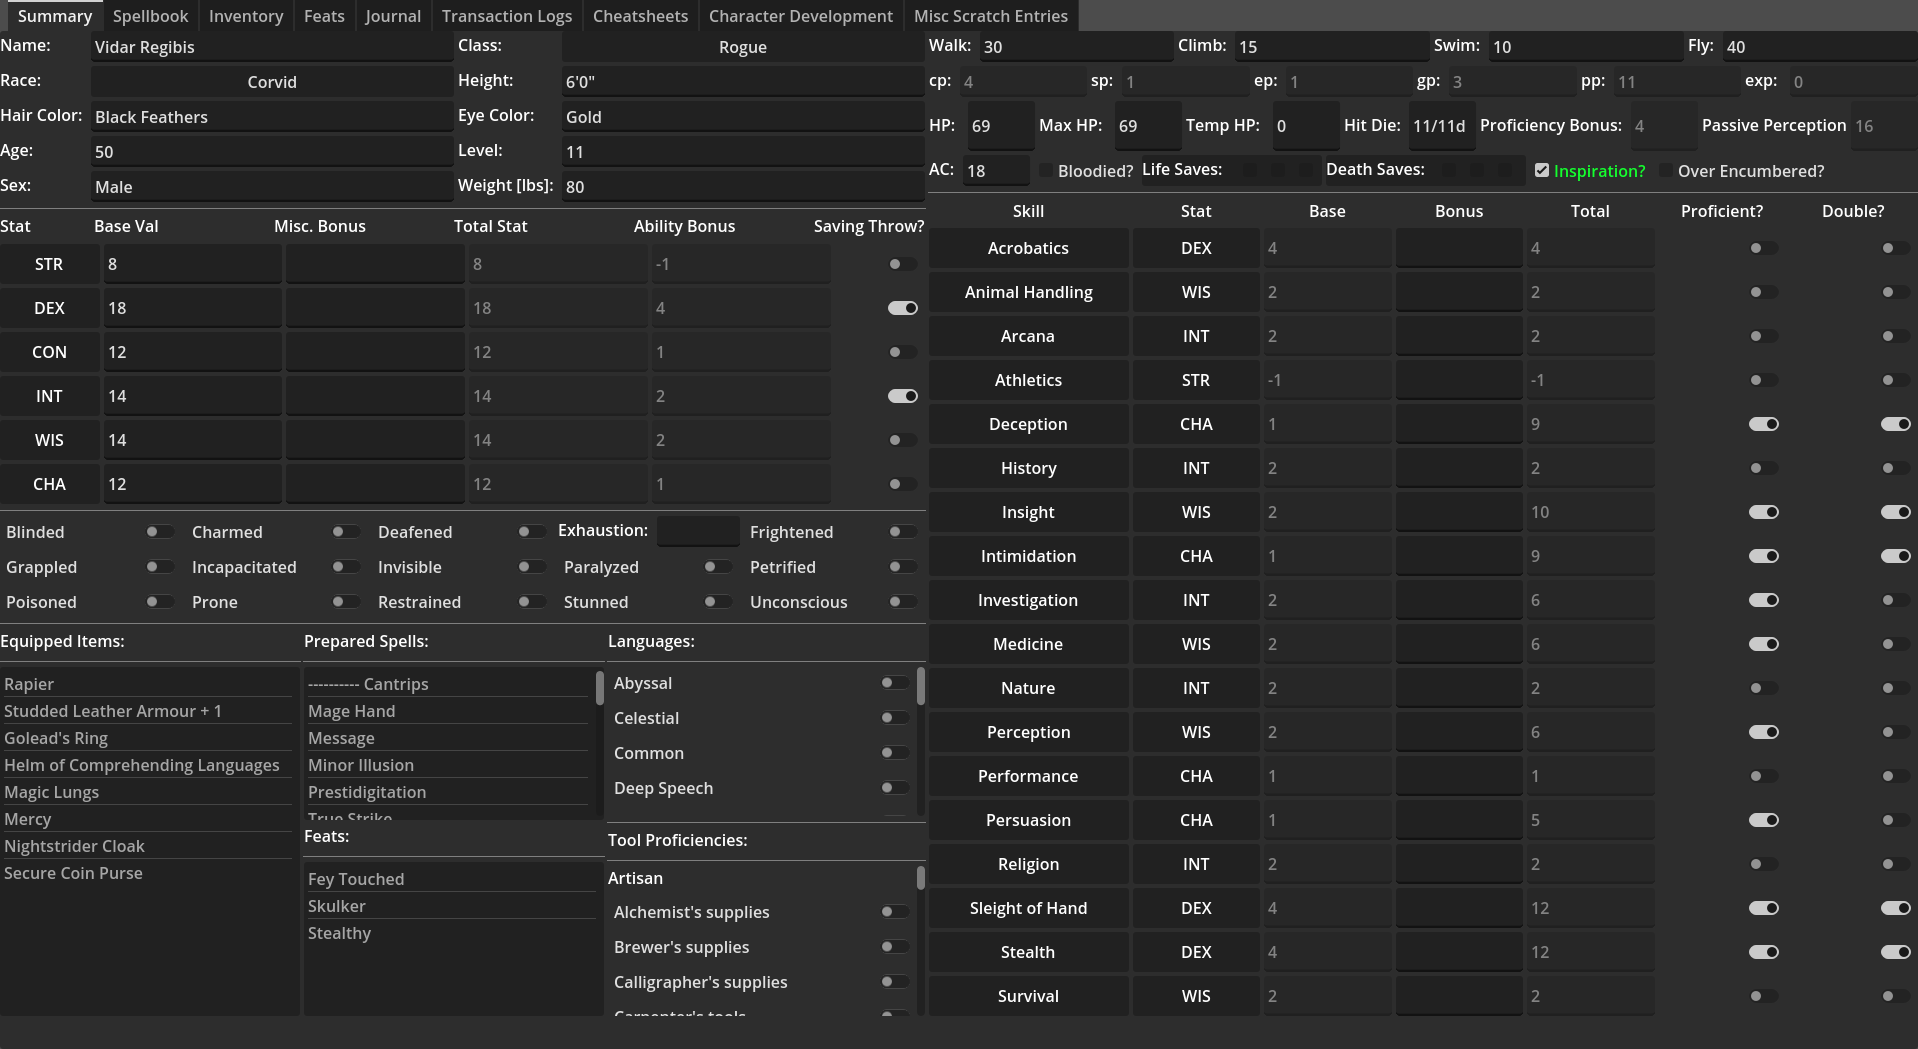 Summary Spellbook Inventory Feats Journal Transaction Logs Cheatsheets Character Development Misc Scratch Entries
Name: Vidar Regibis Class: Rogue
Race: Corvid Height: 6'0"
Hair Color: Black Feathers Eye Color: Gold
Age: 50 Level: 11
Sex: Male Weight [lbs]: 80
Walk: 30 Climb: 15 Swim: 10 Fly: 40
cp: 4 sp: 1 ep: 1 gp: 3 pp: 11 exp: 0
HP: 69 Max HP: 69 Temp HP: 0 Hit Die: 11/11d Proficiency Bonus: 4 Passive Perception 16
AC: 18 Bloodied? Life Saves: Death Saves: Inspiration? Over Encumbered?
Stat Base Val Misc. Bonus Total Stat Ability Bonus Saving Throw?
STR 8 8 -1
DEX 18 18 4
CON 12 12 1
INT 14 14 2
WIS 14 14 2
CHA 12 12 1
Blinded Charmed Deafened Exhaustion: Frightened
Grappled Incapacitated Invisible Paralyzed Petrified
Poisoned Prone Restrained Stunned Unconscious
Equipped Items:
Rapier
Studded Leather Armour + 1
Golead's Ring
Helm of Comprehending Languages
Magic Lungs
Mercy
Nightstrider Cloak
Secure Coin Purse
Prepared Spells:
---------- Cantrips
Mage Hand
Message
Minor Illusion
Prestidigitation
True Strike
Feats:
Fey Touched
Skulker
Stealthy
Languages:
Abyssal
Celestial
Common
Deep Speech
Tool Proficiencies:
Artisan
Alchemist's supplies
Brewer's supplies
Calligrapher's supplies
Carpenter's tools
Skill Stat Base Bonus Total Proficient? Double?
Acrobatics DEX 4 4
Animal Handling WIS 2 2
Arcana INT 2 2
Athletics STR -1 -1
Deception CHA 1 9
History INT 2 2
Insight WIS 2 10
Intimidation CHA 1 9
Investigation INT 2 6
Medicine WIS 2 6
Nature INT 2 2
Perception WIS 2 6
Performance CHA 1 1
Persuasion CHA 1 5
Religion INT 2 2
Sleight of Hand DEX 4 12
Stealth DEX 4 12
Survival WIS 2 2